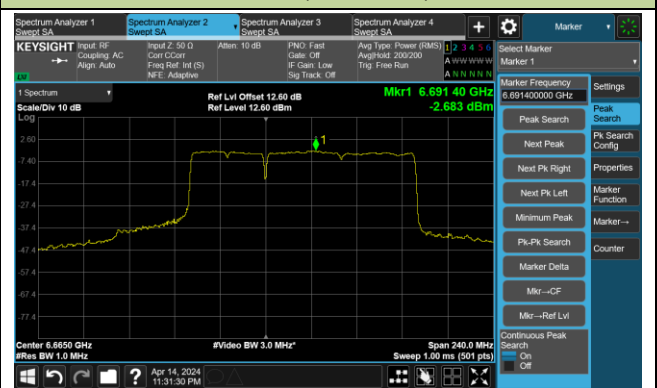 Spectrum Analyzer 1
Swept SA
Spectrum Analyzer 2
Swept SA
Spectrum Analyzer 3
Swept SA
Spectrum Analyzer 4
Swept SA
+
Marker
KEYSIGHT
Input: RF
Coupling: AC
Align: Auto
Input Z: 50 Ω
Corr CCorr
Freq Ref: Int (S)
NFE: Adaptive
Atten: 10 dB
PNO: Fast
Gate: Off
IF Gain: Low
Sig Track: Off
Avg Type: Power (RMS)
Avg|Hold: 200/200
Trig: Free Run
1 2 3 4 5 6
A W W W W W
A N N N N N
LXI
Select Marker
Marker 1
1 Spectrum
Scale/Div 10 dB
Log
Ref Lvl Offset 12.60 dB
Ref Level 12.60 dBm
Mkr1 6.691 40 GHz
-2.683 dBm
1
2.60
-7.40
-17.4
-27.4
-37.4
-47.4
-57.4
-67.4
-77.4
Center 6.6650 GHz
#Res BW 1.0 MHz
#Video BW 3.0 MHz*
Span 240.0 MHz
Sweep 1.00 ms (501 pts)
Marker Frequency
6.691400000 GHz
Peak Search
Next Peak
Next Pk Right
Next Pk Left
Minimum Peak
Pk-Pk Search
Marker Delta
Mkr→CF
Mkr→Ref Lvl
Continuous Peak
Search
On
Off
Settings
Peak
Search
Pk Search
Config
Properties
Marker
Function
Marker→
Counter
?
Apr 14, 2024
11:31:30 PM